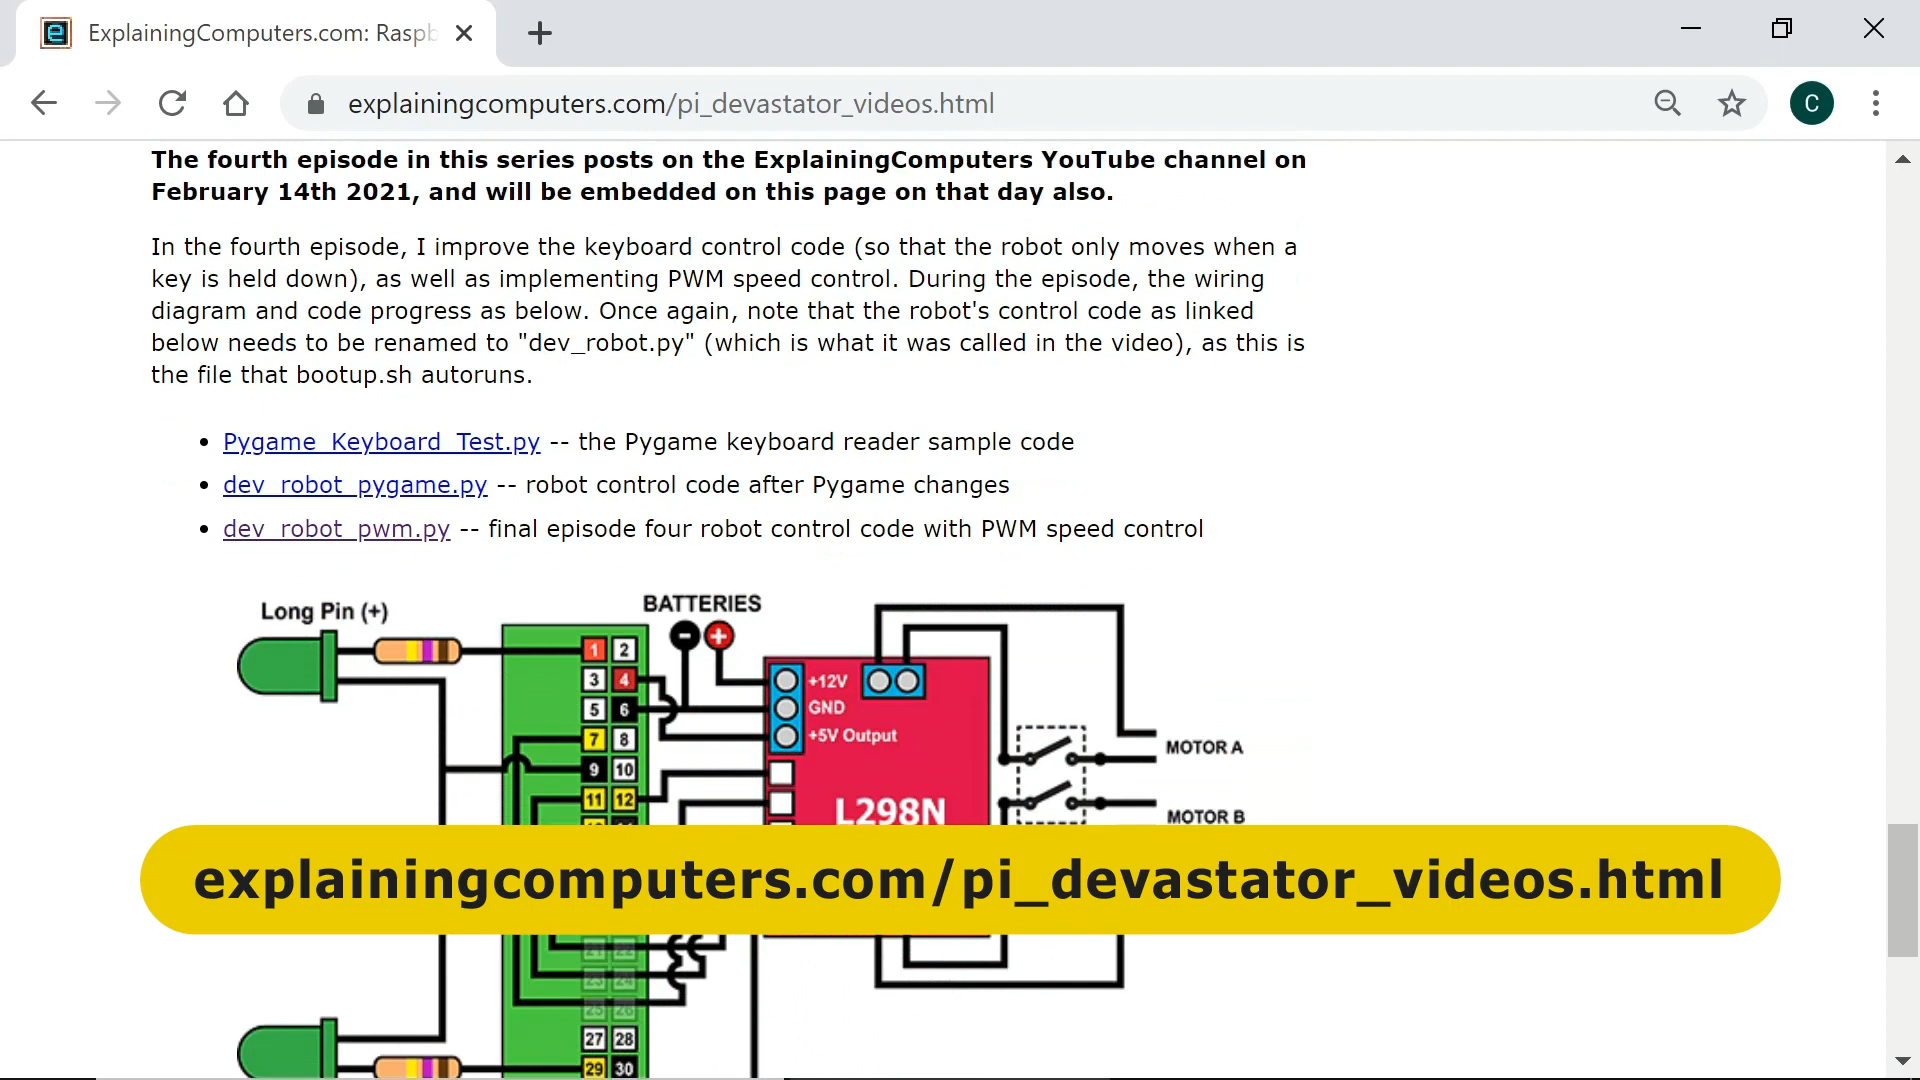 ExplainingComputers.com: Raspb
explainingcomputers.com/pi_devastator_videos.html
C
The fourth episode in this series posts on the ExplainingComputers YouTube channel on
February 14th 2021, and will be embedded on this page on that day also.
In the fourth episode, I improve the keyboard control code (so that the robot only moves when a
key is held down), as well as implementing PWM speed control. During the episode, the wiring
diagram and code progress as below. Once again, note that the robot's control code as linked
below needs to be renamed to "dev_robot.py" (which is what it was called in the video), as this is
the file that bootup.sh autoruns.
• Pygame_Keyboard_Test.py -- the Pygame keyboard reader sample code
• dev_robot_pygame.py -- robot control code after Pygame changes
• dev_robot_pwm.py -- final episode four robot control code with PWM speed control
Long Pin (+)
BATTERIES
- +
1 2
3 4
5 6
7 8
9 10
11 12
+12V
GND
+5V Output
L298N
MOTOR A
MOTOR B
explainingcomputers.com/pi_devastator_videos.html
21 22
23 24
25 26
27 28
29 30